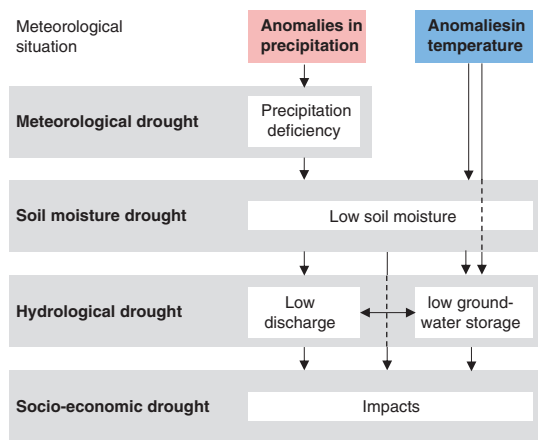 Meteorological
situation
Anomalies in
precipitation
Anomaliesin
temperature
Meteorological drought
Precipitation
deficiency
Soil moisture drought
Low soil moisture
Hydrological drought
Low
discharge
low ground-
water storage
Socio-economic drought
Impacts